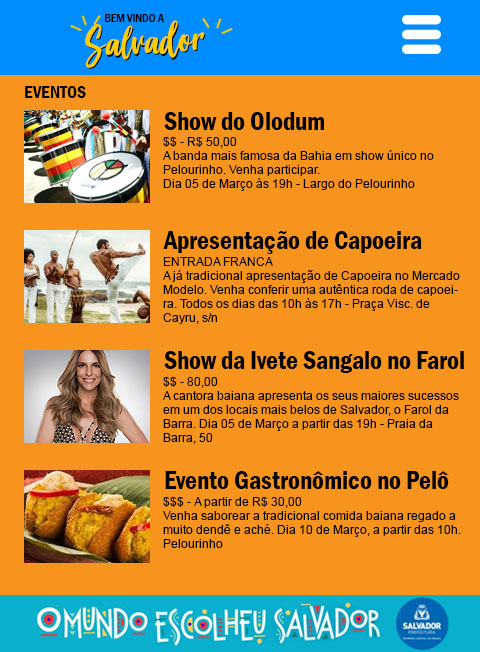 BEM VINDO A
Salvador
EVENTOS
Show do Olodum
$$ - R$ 50,00
A banda mais famosa da Bahia em show único no
Pelourinho. Venha participar.
Dia 05 de Março às 19h - Largo do Pelourinho
Apresentação de Capoeira
ENTRADA FRANCA
A já tradicional apresentação de Capoeira no Mercado
Modelo. Venha conferir uma autêntica roda de capoei-
ra. Todos os dias das 10h às 17h - Praça Visc. de
Cayru, s/n
Show da Ivete Sangalo no Farol
$$ - 80,00
A cantora baiana apresenta os seus maiores sucessos
em um dos locais mais belos de Salvador, o Farol da
Barra. Dia 05 de Março a partir das 19h - Praia da
Barra, 50
Evento Gastronômico no Pelô
$$$ - A partir de R$ 30,00
Venha saborear a tradicional comida baiana regado a
muito dendê e aché. Dia 10 de Março, a partir das 10h.
Pelourinho
O MUNDO ESCOLHEU SALVADOR
SALVADOR
PREFEITURA